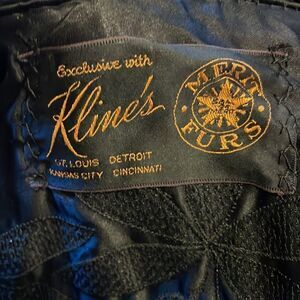 Exclusive with
Kline's
ST. LOUIS DETROIT
KANSAS CITY CINCINNATI
MERIT
FURS